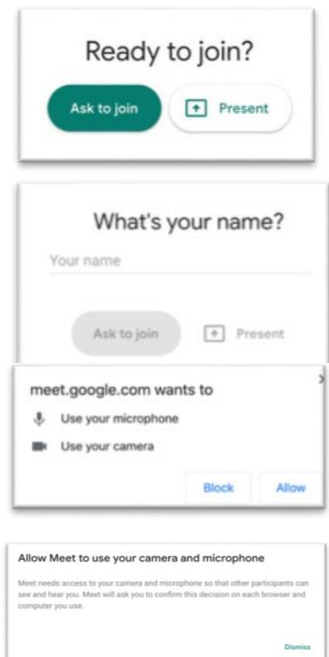 Ready to join?
Ask to join Present
What's your name?
Your name
Ask to join Present
meet.google.com wants to
Use your microphone
Use your camera
Block Allow
Allow Meet to use your camera and microphone
Meet needs access to your camera and microphone so that other participants can
see and hear you. Meet will ask you to confirm this decision on each browser and
computer you use.
Dismiss